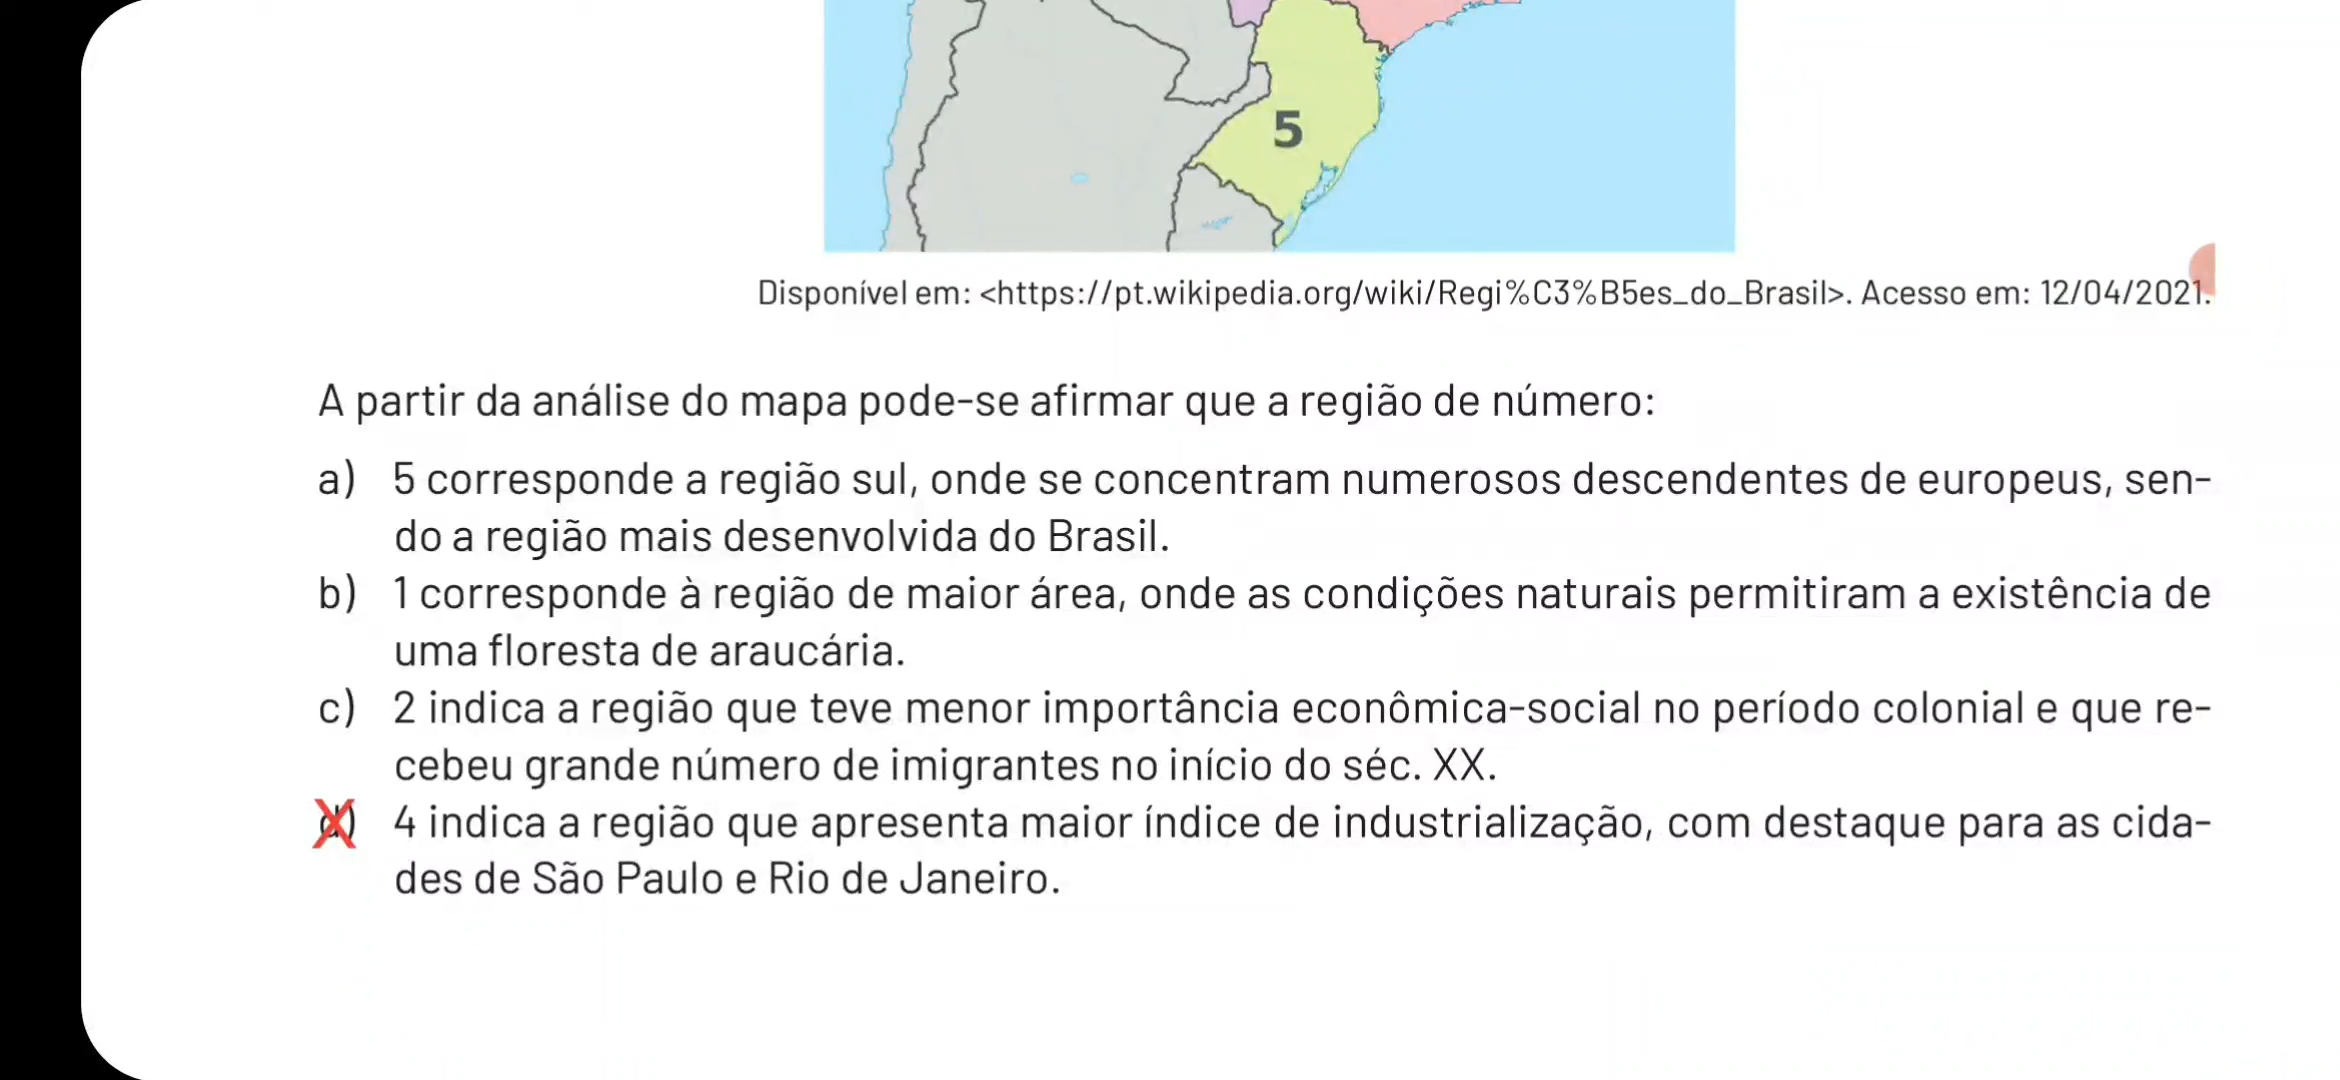 5
Disponível em: <https://pt.wikipedia.org/wiki/Regi%C3%B5es_do_Brasil>. Acesso em: 12/04/2021.
A partir da análise do mapa pode-se afirmar que a região de número:
a) 5 corresponde a região sul, onde se concentram numerosos descendentes de europeus, sen-
do a região mais desenvolvida do Brasil.
b) 1 corresponde à região de maior área, onde as condições naturais permitiram a existência de
uma floresta de araucária.
c) 2 indica a região que teve menor importância econômica-social no período colonial e que re-
cebeu grande número de imigrantes no início do séc. XX.
d) 4 indica a região que apresenta maior índice de industrialização, com destaque para as cida-
des de São Paulo e Rio de Janeiro.